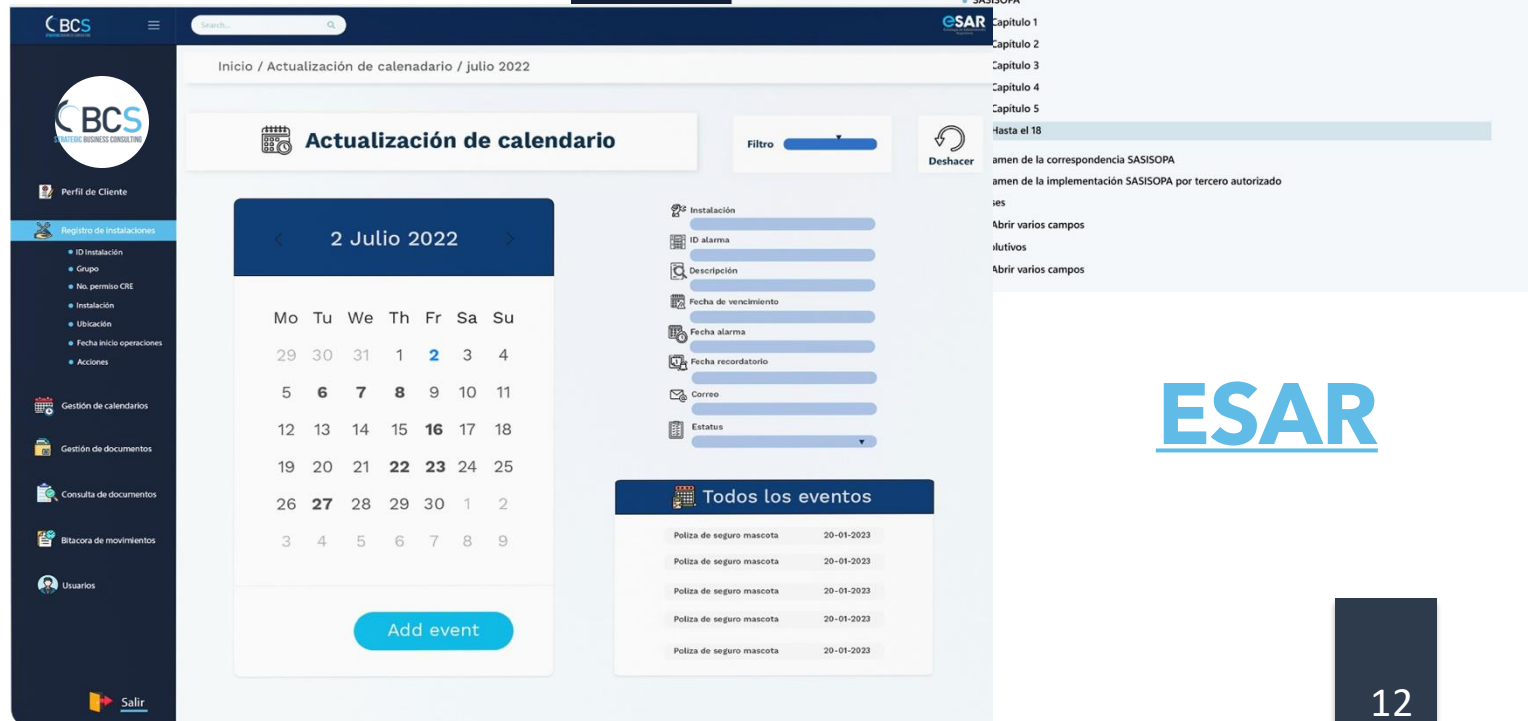 BCS
Search...
eSAR
Inicio / Actualización de calenadario / julio 2022
BCS
STRATEGIC BUSINESS CONSULTING
Perfil de Cliente
Registro de instalaciones
ID Instalación
Grupo
No. permiso CRE
Instalación
Ubicación
Fecha inicio operaciones
Acciones
Gestión de calendarios
Gestión de documentos
Consulta de documentos
Bitacora de movimientos
Usuarios
Salir
Actualización de calendario
Filtro
Deshacer
2 Julio 2022
Mo Tu We Th Fr Sa Su
29 30 31 1 2 3 4
5 6 7 8 9 10 11
12 13 14 15 16 17 18
19 20 21 22 23 24 25
26 27 28 29 30 1 2
3 4 5 6 7 8 9
Add event
Instalación
ID alarma
Descripción
Fecha de vencimiento
Fecha alarma
Fecha recordatorio
Correo
Estatus
Todos los eventos
Poliza de seguro mascota 20-01-2023
Poliza de seguro mascota 20-01-2023
Poliza de seguro mascota 20-01-2023
Poliza de seguro mascota 20-01-2023
Poliza de seguro mascota 20-01-2023
SASISOPA
Capitulo 1
Capitulo 2
Capitulo 3
Capitulo 4
Capitulo 5
Hasta el 18
amen de la correspondencia SASISOPA
amen de la implementación SASISOPA por tercero autorizado
ses
Abrir varios campos
olutivos
Abrir varios campos
ESAR
12